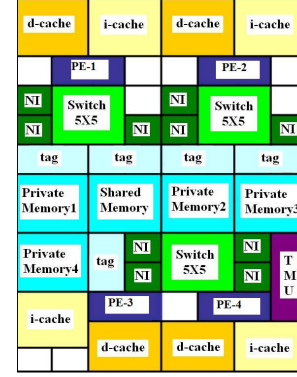 d-cache i-cache d-cache i-cache
PE-1 PE-2
NI Switch 5X5 NI Switch 5X5
NI NI NI NI
tag tag tag tag
Private Memory1 Shared Memory Private Memory2 Private Memory3
Private Memory4 tag NI Switch 5X5 TMU
NI
i-cache PE-3 PE-4
d-cache d-cache i-cache